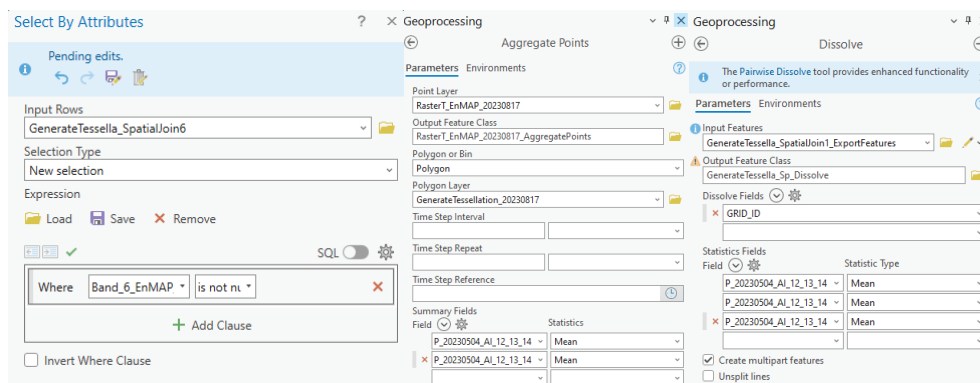 Select By Attributes
Pending edits.
Input Rows
GenerateTessella_SpatialJoin6
Selection Type
New selection
Expression
Load Save Remove
SQL
Where Band_6_EnMAP is not nu
Add Clause
Invert Where Clause
Geoprocessing
Aggregate Points
Parameters Environments
Point Layer
RasterT_EnMAP_20230817
Output Feature Class
RasterT_EnMAP_20230817_AggregatePoints
Polygon or Bin
Polygon
Polygon Layer
GenerateTessellation_20230817
Time Step Interval
Time Step Repeat
Time Step Reference
Summary Fields
Field Statistics
P_20230504_AI_12_13_14 Mean
P_20230504_AI_12_13_14 Mean
Geoprocessing
Dissolve
The Pairwise Dissolve tool provides enhanced functionality
or performance.
Parameters Environments
Input Features
GenerateTessella_SpatialJoin1_ExportFeatures
Output Feature Class
GenerateTessella_Sp_Dissolve
Dissolve Fields
GRID_ID
Statistics Fields
Field Statistic Type
P_20230504_AI_12_13_14 Mean
P_20230504_AI_12_13_14 Mean
P_20230504_AI_12_13_14 Mean
Create multipart features
Unsplit lines